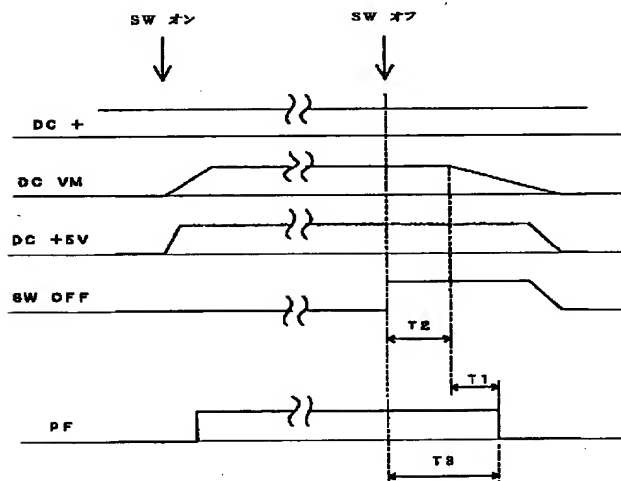 SW オン
SW オフ
DC +
DC VM
DC +5V
SW OFF
T2
T1
PF
T3